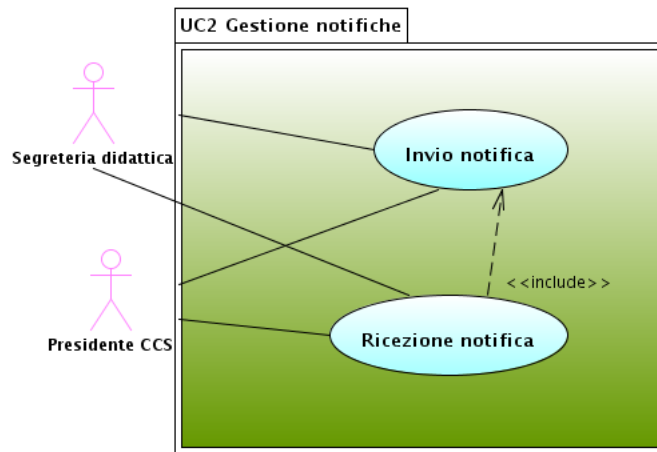 UC2 Gestione notifiche
Segreteria didattica
Invio notifica
<<include>>
Presidente CCS
Ricezione notifica